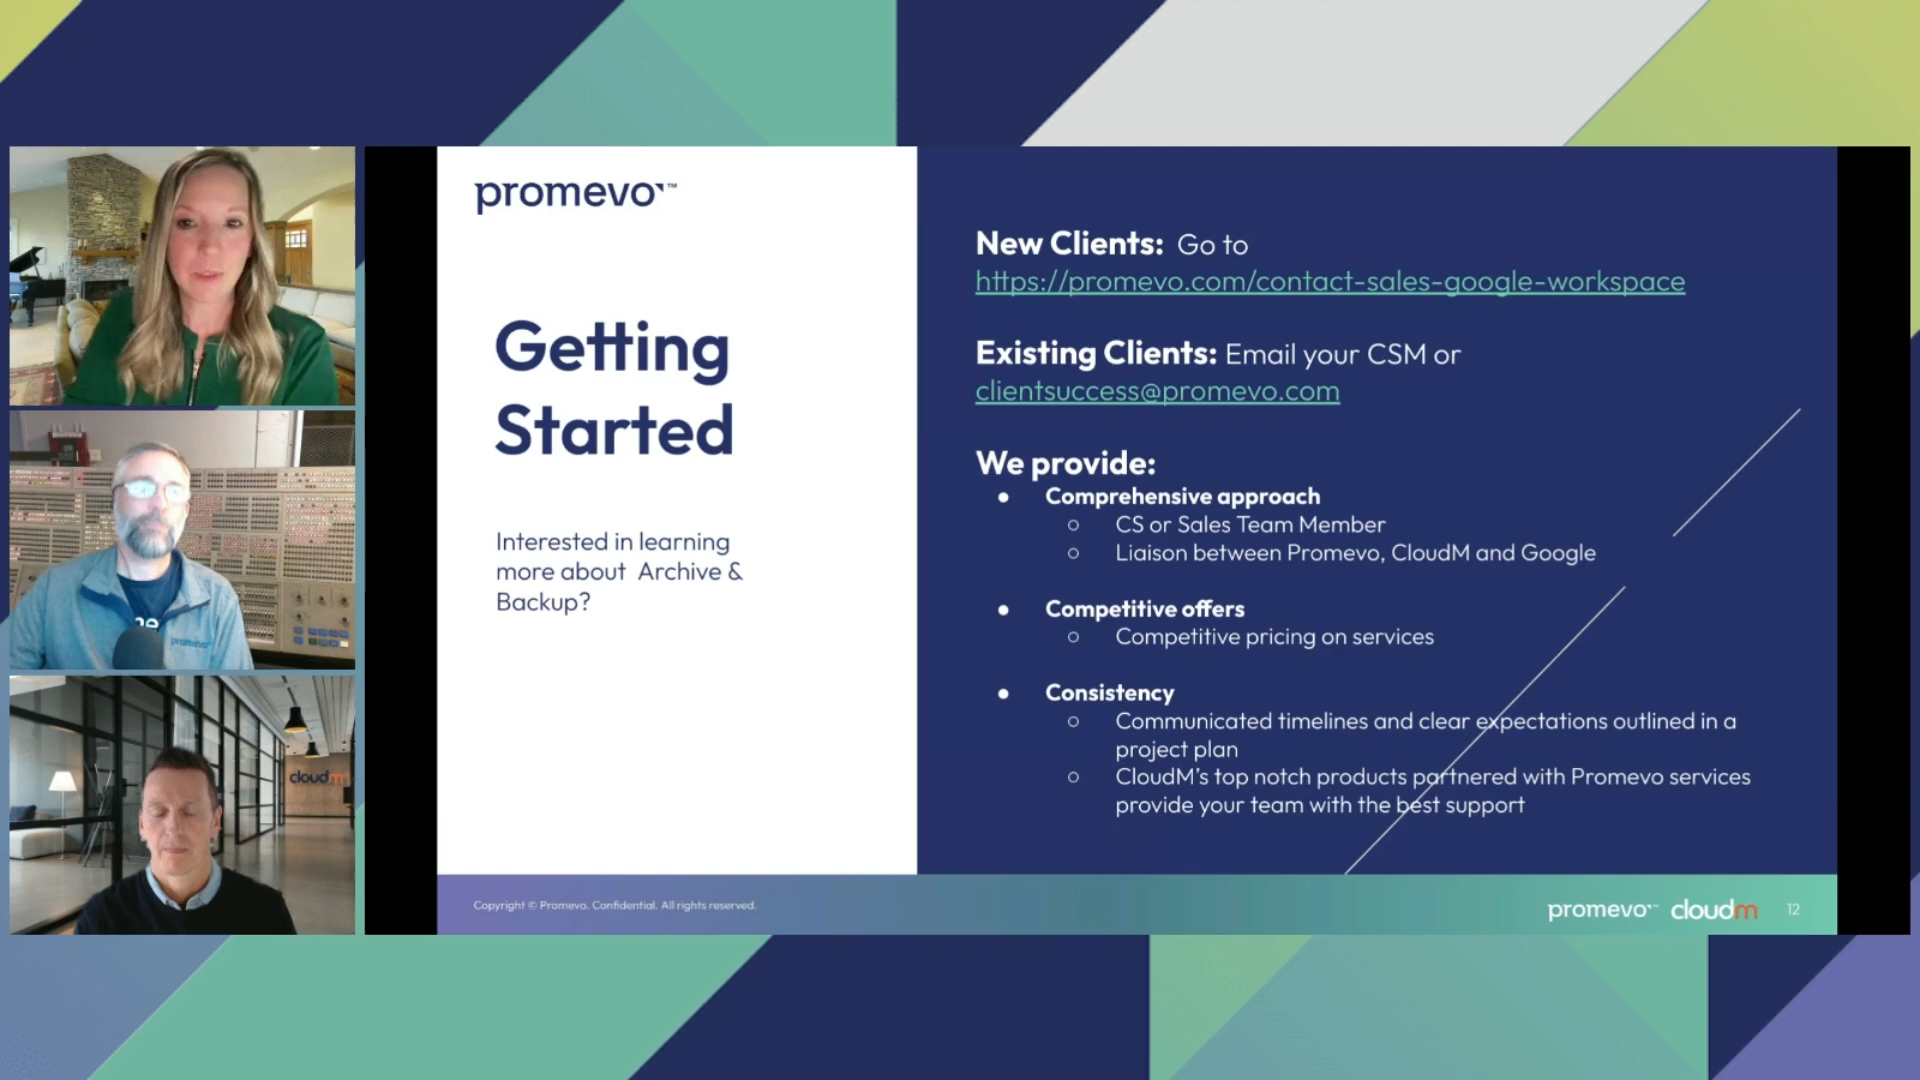 promevo™
Getting
Started
Interested in learning
more about Archive &
Backup?
New Clients: Go to
https://promevo.com/contact-sales-google-workspace
Existing Clients: Email your CSM or
clientsuccess@promevo.com
We provide:
● Comprehensive approach
○ CS or Sales Team Member
○ Liaison between Promevo, CloudM and Google
● Competitive offers
○ Competitive pricing on services
● Consistency
○ Communicated timelines and clear expectations outlined in a
project plan
○ CloudM's top notch products partnered with Promevo services
provide your team with the best support
Copyright © Promevo. Confidential. All rights reserved.
promevo™ cloudm 12
promevo
cloudm